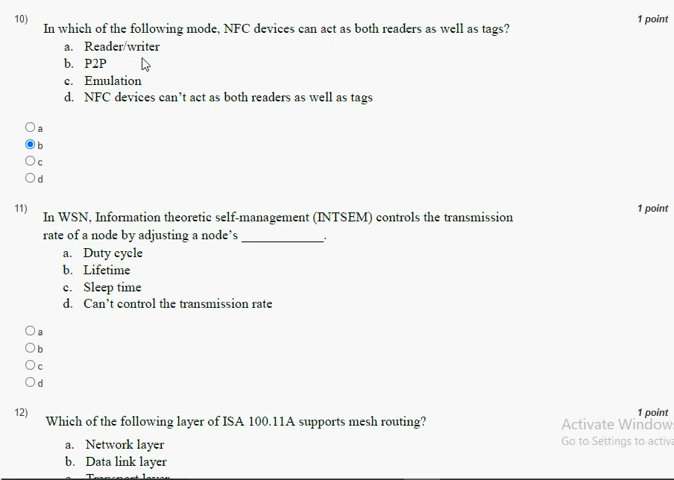 10)
1 point
In which of the following mode, NFC devices can act as both readers as well as tags?
a. Reader/writer
b. P2P
c. Emulation
d. NFC devices can't act as both readers as well as tags
a
b
c
d
11)
1 point
In WSN, Information theoretic self-management (INTSEM) controls the transmission
rate of a node by adjusting a node's ____________.
a. Duty cycle
b. Lifetime
c. Sleep time
d. Can't control the transmission rate
a
b
c
d
12)
1 point
Which of the following layer of ISA 100.11A supports mesh routing?
Activate Window
Go to Settings to activa
a. Network layer
b. Data link layer
Transport layer